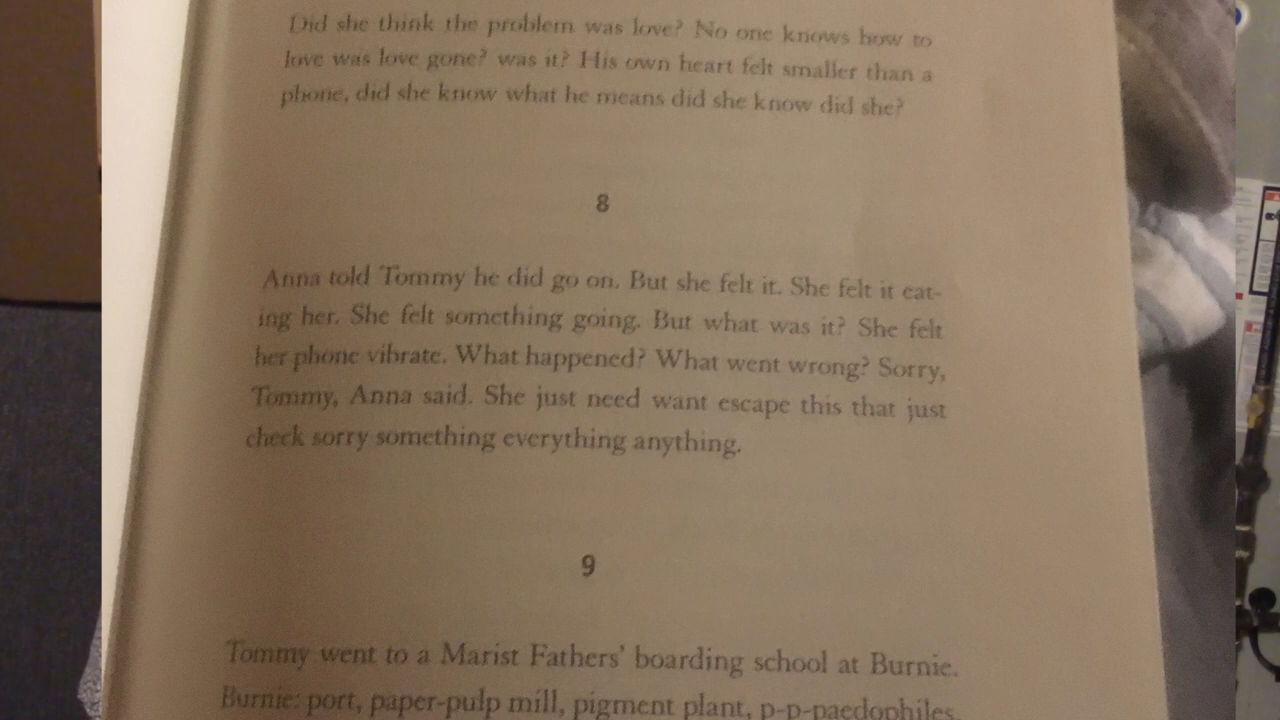 Did she think the problem was love? No one knows how to
love was love gone? was it? His own heart felt smaller than a
phone, did she know what he means did she know did she?
8
Anna told Tommy he did go on. But she felt it. She felt it eat-
ing her. She felt something going. But what was it? She felt
her phone vibrate. What happened? What went wrong? Sorry,
Tommy, Anna said. She just need want escape this that just
check sorry something everything anything.
9
Tommy went to a Marist Fathers' boarding school at Burnie.
Burnie: port, paper-pulp mill, pigment plant, p-p-paedophiles.